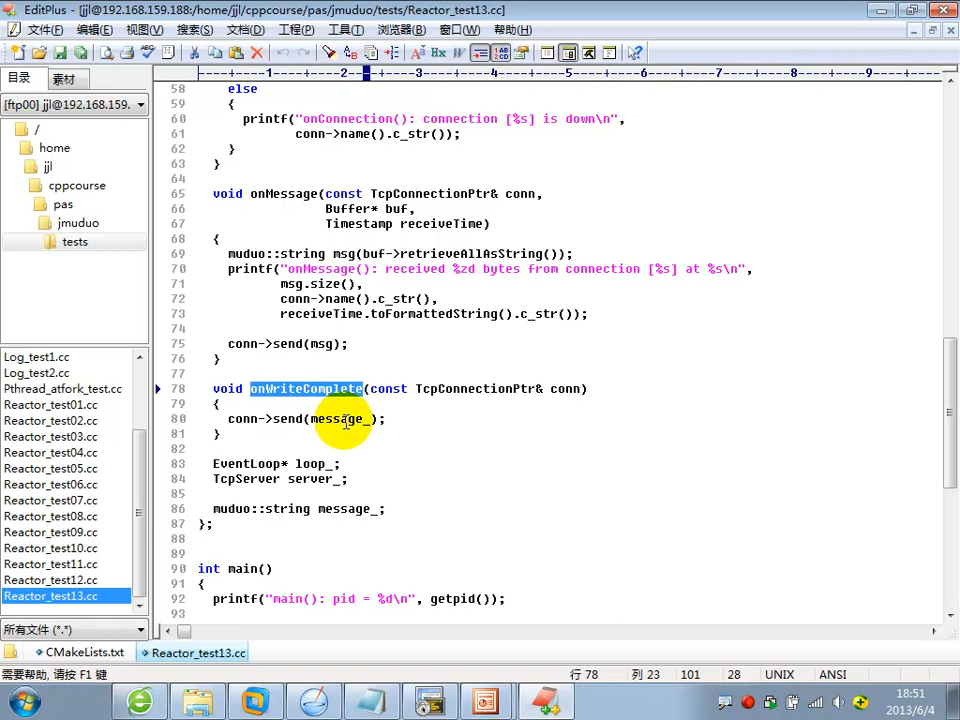 EditPlus - [jjl@192.168.159.188:/home/jjl/cppcourse/pas/jmuduo/tests/Reactor_test13.cc]
文件(F) 编辑(E) 视图(V) 搜索(S) 文档(D) 工程(P) 工具(T) 浏览器(B) 窗口(W) 帮助(H)
目录 素材
[ftp00] jjl@192.168.159.
/
home
jjl
cppcourse
pas
jmuduo
tests
Log_test1.cc
Log_test2.cc
Pthread_atfork_test.cc
Reactor_test01.cc
Reactor_test02.cc
Reactor_test03.cc
Reactor_test04.cc
Reactor_test05.cc
Reactor_test06.cc
Reactor_test07.cc
Reactor_test08.cc
Reactor_test09.cc
Reactor_test10.cc
Reactor_test11.cc
Reactor_test12.cc
Reactor_test13.cc
所有文件 (*.*)
----+----1----+----2----+----3----+----4----+----5----+----6----+----7----+----8----+----9----+--
58 else
59 {
60 printf("onConnection(): connection [%s] is down\n",
61 conn->name().c_str());
62 }
63 }
64
65 void onMessage(const TcpConnectionPtr& conn,
66 Buffer* buf,
67 Timestamp receiveTime)
68 {
69 muduo::string msg(buf->retrieveAllAsString());
70 printf("onMessage(): received %zd bytes from connection [%s] at %s\n",
71 msg.size(),
72 conn->name().c_str(),
73 receiveTime.toFormattedString().c_str());
74
75 conn->send(msg);
76 }
77
78 void onWriteComplete(const TcpConnectionPtr& conn)
79 {
80 conn->send(message_);
81 }
82
83 EventLoop* loop_;
84 TcpServer server_;
85
86 muduo::string message_;
87 };
88
89
90 int main()
91 {
92 printf("main(): pid = %d\n", getpid());
93
CMakeLists.txt Reactor_test13.cc
需要帮助, 请按 F1 键 行 78 列 23 101 28 UNIX ANSI
18:51
2013/6/4